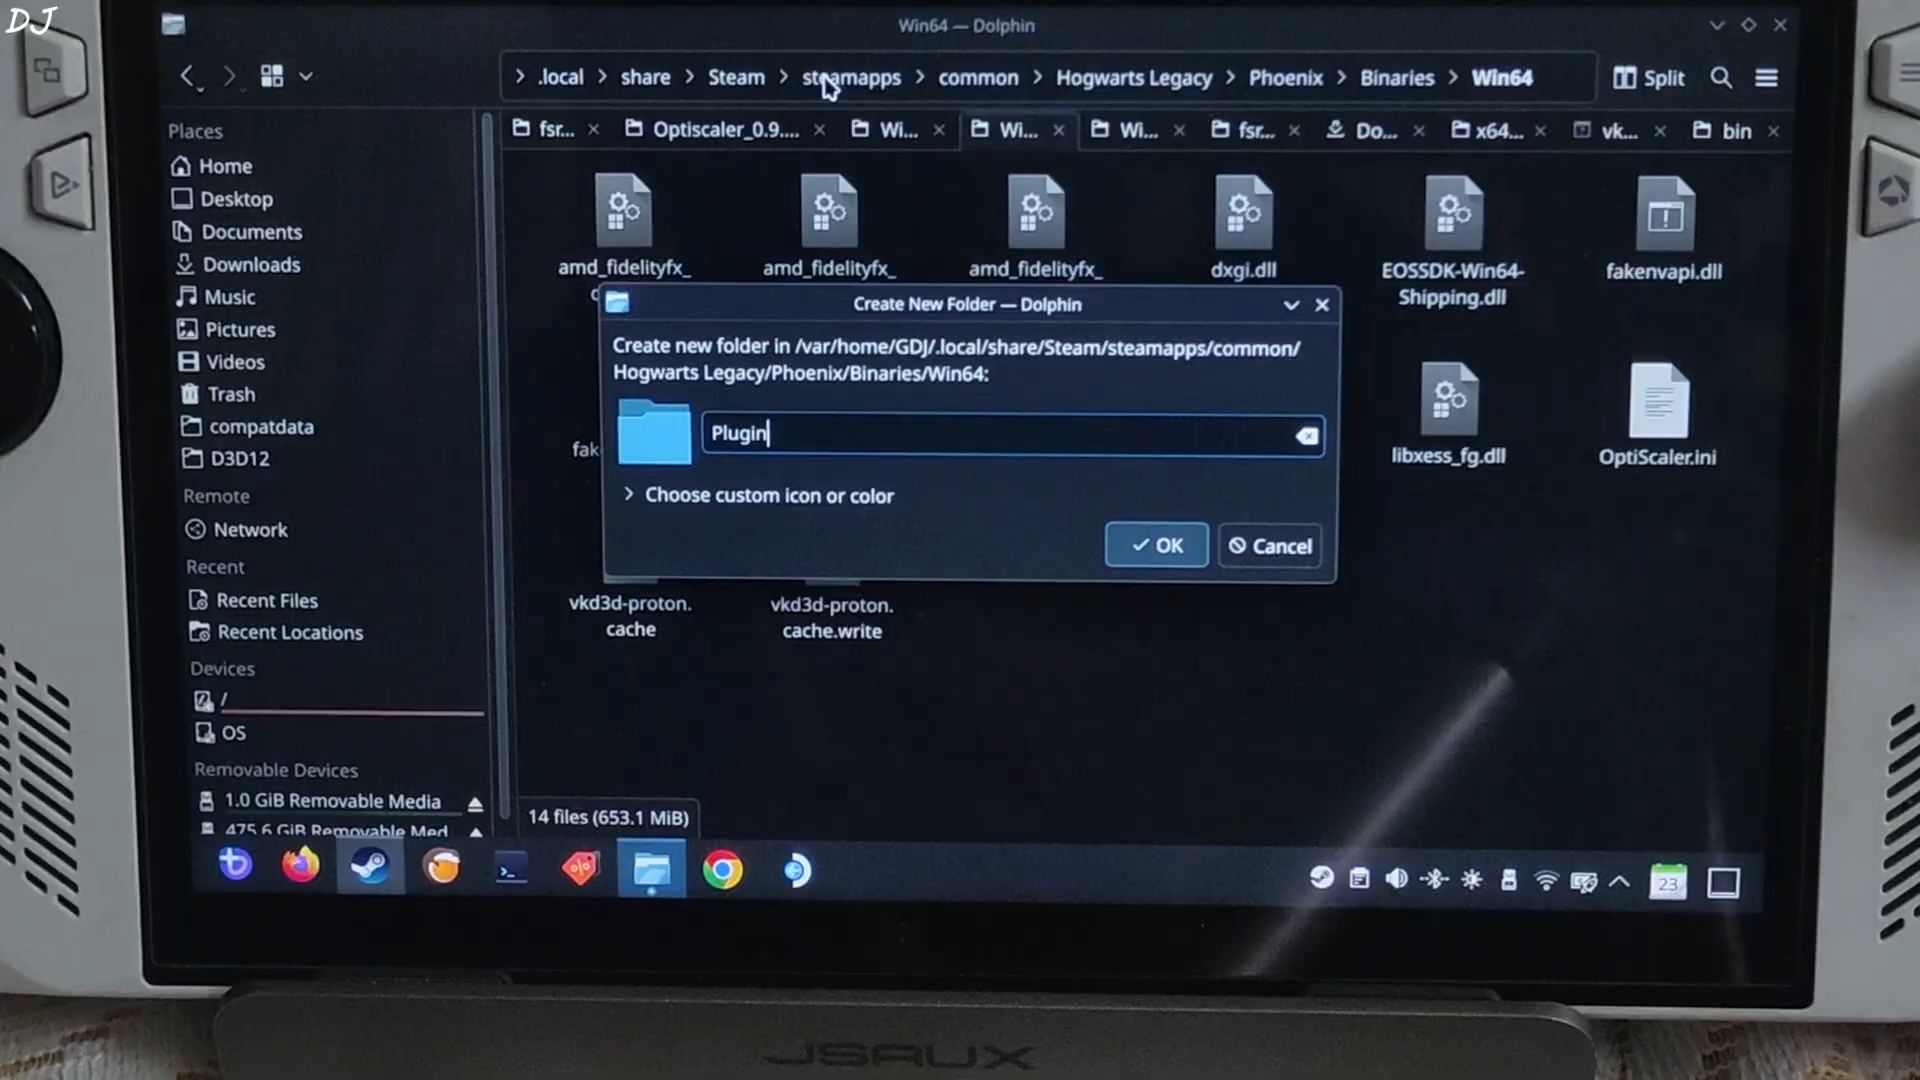 DJ
Win64 — Dolphin
.local > share > Steam > steamapps > common > Hogwarts Legacy > Phoenix > Binaries > Win64
Split
fsr... Optiscaler_0.9.... Wi... Wi... Wi... fsr... Do... x64... vk... bin
Places
Home
Desktop
Documents
Downloads
Music
Pictures
Videos
Trash
compatdata
D3D12
Remote
Network
Recent
Recent Files
Recent Locations
Devices
/
OS
Removable Devices
1.0 GiB Removable Media
475.6 GiB Removable Med
amd_fidelityfx_
amd_fidelityfx_
amd_fidelityfx_
dxgi.dll
EOSSDK-Win64-
Shipping.dll
fakenvapi.dll
Create New Folder — Dolphin
Create new folder in /var/home/GDJ/.local/share/Steam/steamapps/common/
Hogwarts Legacy/Phoenix/Binaries/Win64:
Plugin
Choose custom icon or color
OK
Cancel
fak
libxess_fg.dll
OptiScaler.ini
vkd3d-proton.
cache
vkd3d-proton.
cache.write
14 files (653.1 MiB)
23
JSAUX